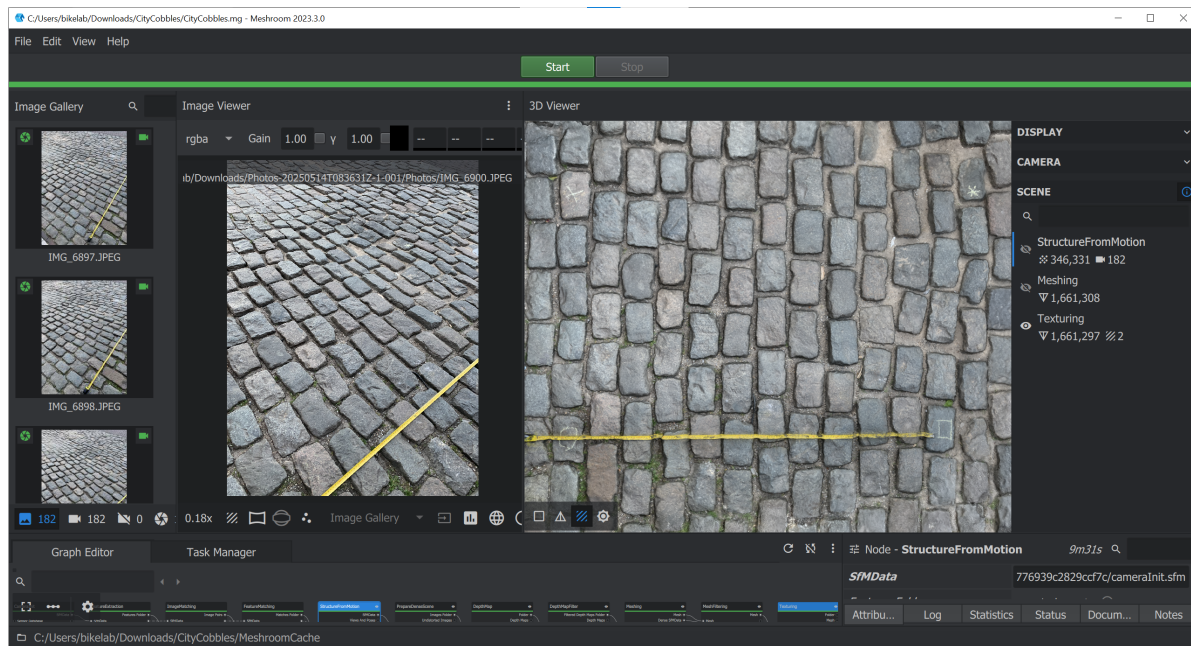 C:/Users/bikelab/Downloads/CityCobbles/CityCobbles.mg - Meshroom 2023.3.0
File Edit View Help
Start Stop
Image Gallery
Image Viewer
3D Viewer
rgba Gain 1.00 γ 1.00 -- -- --
ıb/Downloads/Photos-20250514T083631Z-1-001/Photos/IMG_6900.JPEG
IMG_6897.JPEG
IMG_6898.JPEG
182 182 0
0.18x Image Gallery
DISPLAY
CAMERA
SCENE
StructureFromMotion
346,331 182
Meshing
1,661,308
Texturing
1,661,297 2
Graph Editor Task Manager
Node - StructureFromMotion 9m31s
SfMData 776939c2829ccf7c/cameraInit.sfm
ImageMatching
FeatureMatching
StructureFromMotion
PrepareDenseScene
DepthMap
DepthMapFilter
Meshing
MeshFiltering
Texturing
Attribu... Log Statistics Status Docum... Notes
C:/Users/bikelab/Downloads/CityCobbles/MeshroomCache